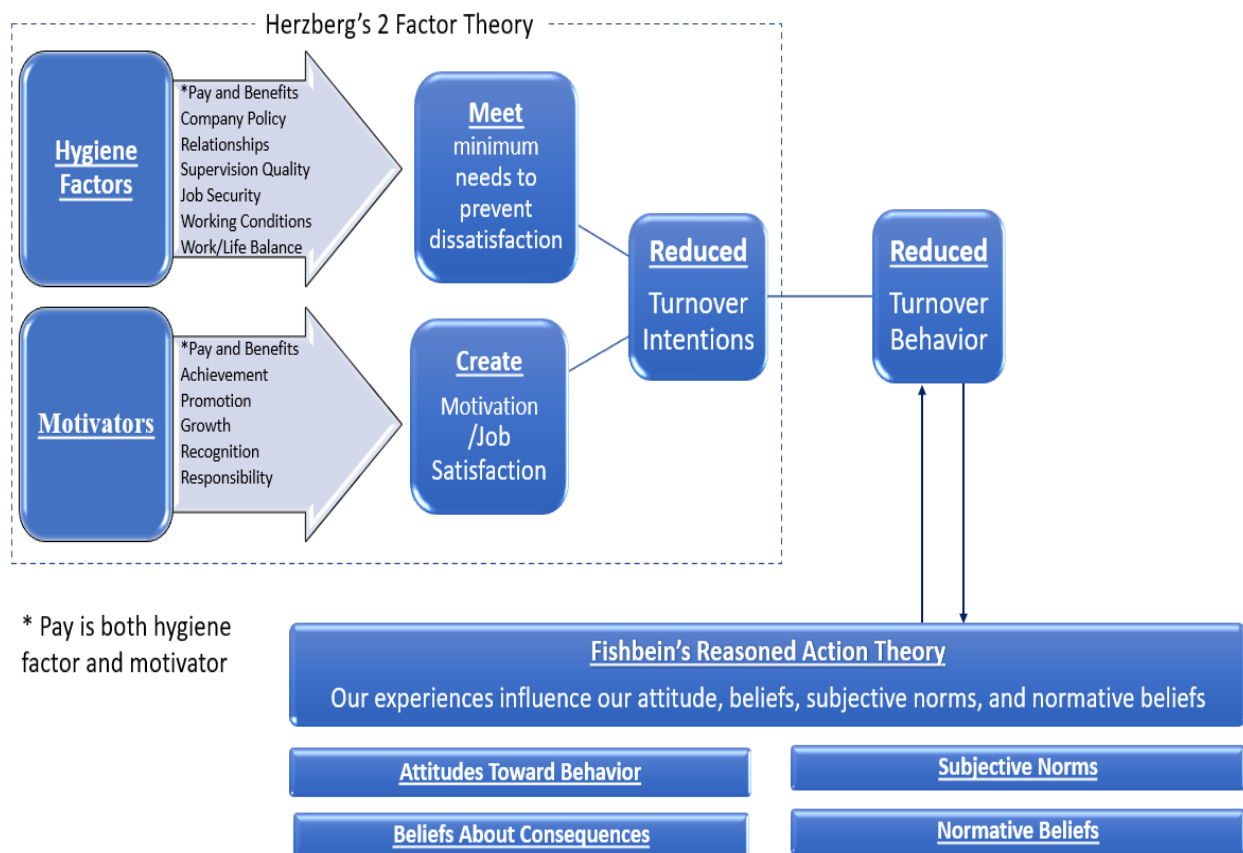 Herzberg's 2 Factor Theory
Hygiene
Factors
*Pay and Benefits
Company Policy
Relationships
Supervision Quality
Job Security
Working Conditions
Work/Life Balance
Meet
minimum
needs to
prevent
dissatisfaction
Motivators
*Pay and Benefits
Achievement
Promotion
Growth
Recognition
Responsibility
Create
Motivation
/Job
Satisfaction
Reduced
Turnover
Intentions
Reduced
Turnover
Behavior
* Pay is both hygiene
factor and motivator
Fishbein's Reasoned Action Theory
Our experiences influence our attitude, beliefs, subjective norms, and normative beliefs
Attitudes Toward Behavior
Subjective Norms
Beliefs About Consequences
Normative Beliefs